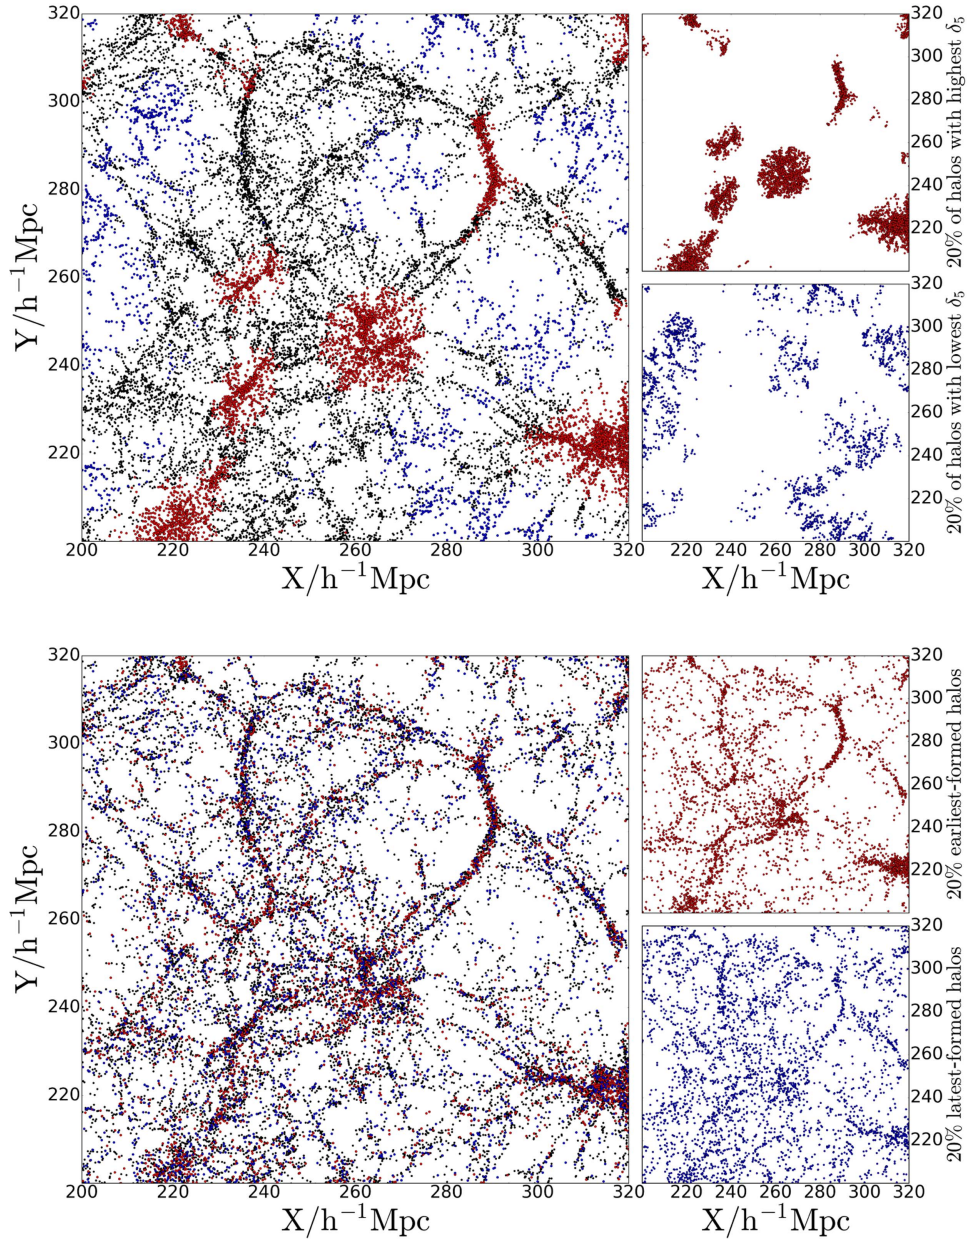 320
300
280
260
240
220
200 220 240 260 280 300 320
Y/h⁻¹Mpc
X/h⁻¹Mpc
320
300
280
260
240
220
20% of halos with highest δ₅
320
300
280
260
240
220
220 240 260 280 300 320
20% of halos with lowest δ₅
X/h⁻¹Mpc
320
300
280
260
240
220
200 220 240 260 280 300 320
Y/h⁻¹Mpc
X/h⁻¹Mpc
320
300
280
260
240
220
20% earliest-formed halos
320
300
280
260
240
220
220 240 260 280 300 320
20% latest-formed halos
X/h⁻¹Mpc